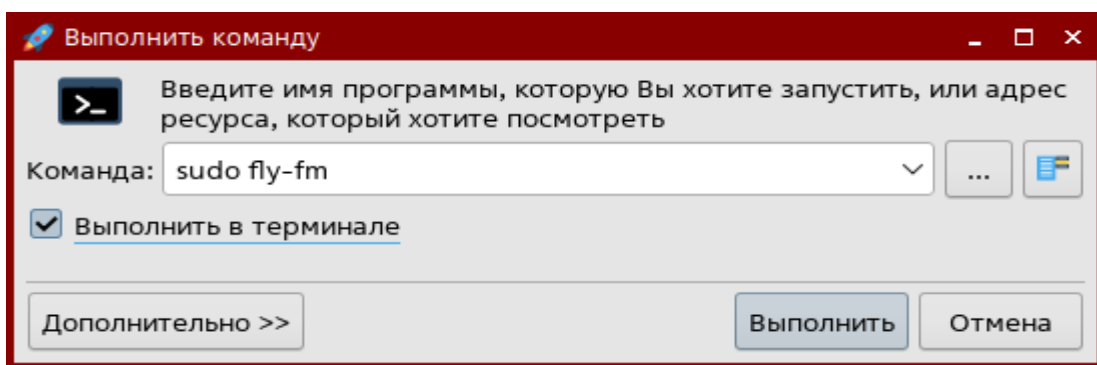 Выполнить команду
Введите имя программы, которую Вы хотите запустить, или адрес
ресурса, который хотите посмотреть
Команда: sudo fly-fm ...
Выполнить в терминале
Дополнительно >> Выполнить Отмена